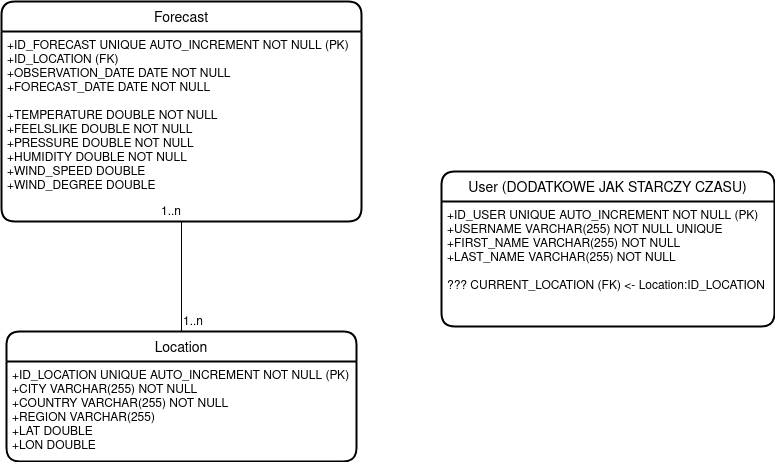 Forecast
+ID_FORECAST UNIQUE AUTO_INCREMENT NOT NULL (PK)
+ID_LOCATION (FK)
+OBSERVATION_DATE DATE NOT NULL
+FORECAST_DATE DATE NOT NULL
+TEMPERATURE DOUBLE NOT NULL
+FEELSLIKE DOUBLE NOT NULL
+PRESSURE DOUBLE NOT NULL
+HUMIDITY DOUBLE NOT NULL
+WIND_SPEED DOUBLE
+WIND_DEGREE DOUBLE
1..n
1..n
Location
+ID_LOCATION UNIQUE AUTO_INCREMENT NOT NULL (PK)
+CITY VARCHAR(255) NOT NULL
+COUNTRY VARCHAR(255) NOT NULL
+REGION VARCHAR(255)
+LAT DOUBLE
+LON DOUBLE
User (DODATKOWE JAK STARCZY CZASU)
+ID_USER UNIQUE AUTO_INCREMENT NOT NULL (PK)
+USERNAME VARCHAR(255) NOT NULL UNIQUE
+FIRST_NAME VARCHAR(255) NOT NULL
+LAST_NAME VARCHAR(255) NOT NULL
??? CURRENT_LOCATION (FK) <- Location:ID_LOCATION